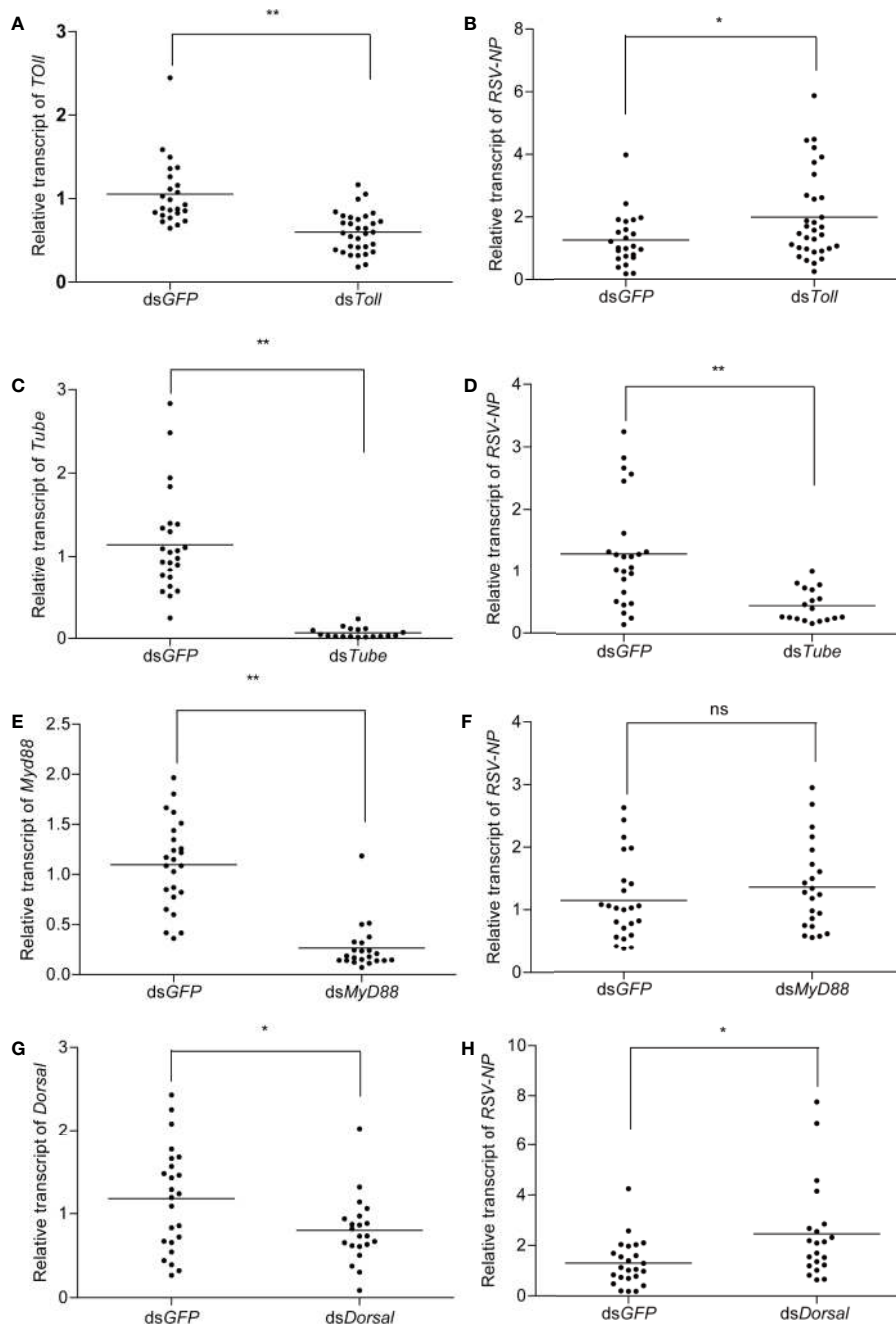 A
**
Relative transcript of TOll
3
2
1
0
dsGFP
dsToll
B
*
Relative transcript of RSV-NP
8
6
4
2
0
dsGFP
dsToll
C
**
Relative transcript of Tube
3
2
1
0
dsGFP
dsTube
D
**
Relative transcript of RSV-NP
4
3
2
1
0
dsGFP
dsTube
E
**
Relative transcript of Myd88
2.5
2.0
1.5
1.0
0.5
0.0
dsGFP
dsMyD88
F
ns
Relative transcript of RSV-NP
4
3
2
1
0
dsGFP
dsMyD88
G
*
Relative transcript of Dorsal
3
2
1
0
dsGFP
dsDorsal
H
*
Relative transcript of RSV-NP
10
8
6
4
2
0
dsGFP
dsDorsal